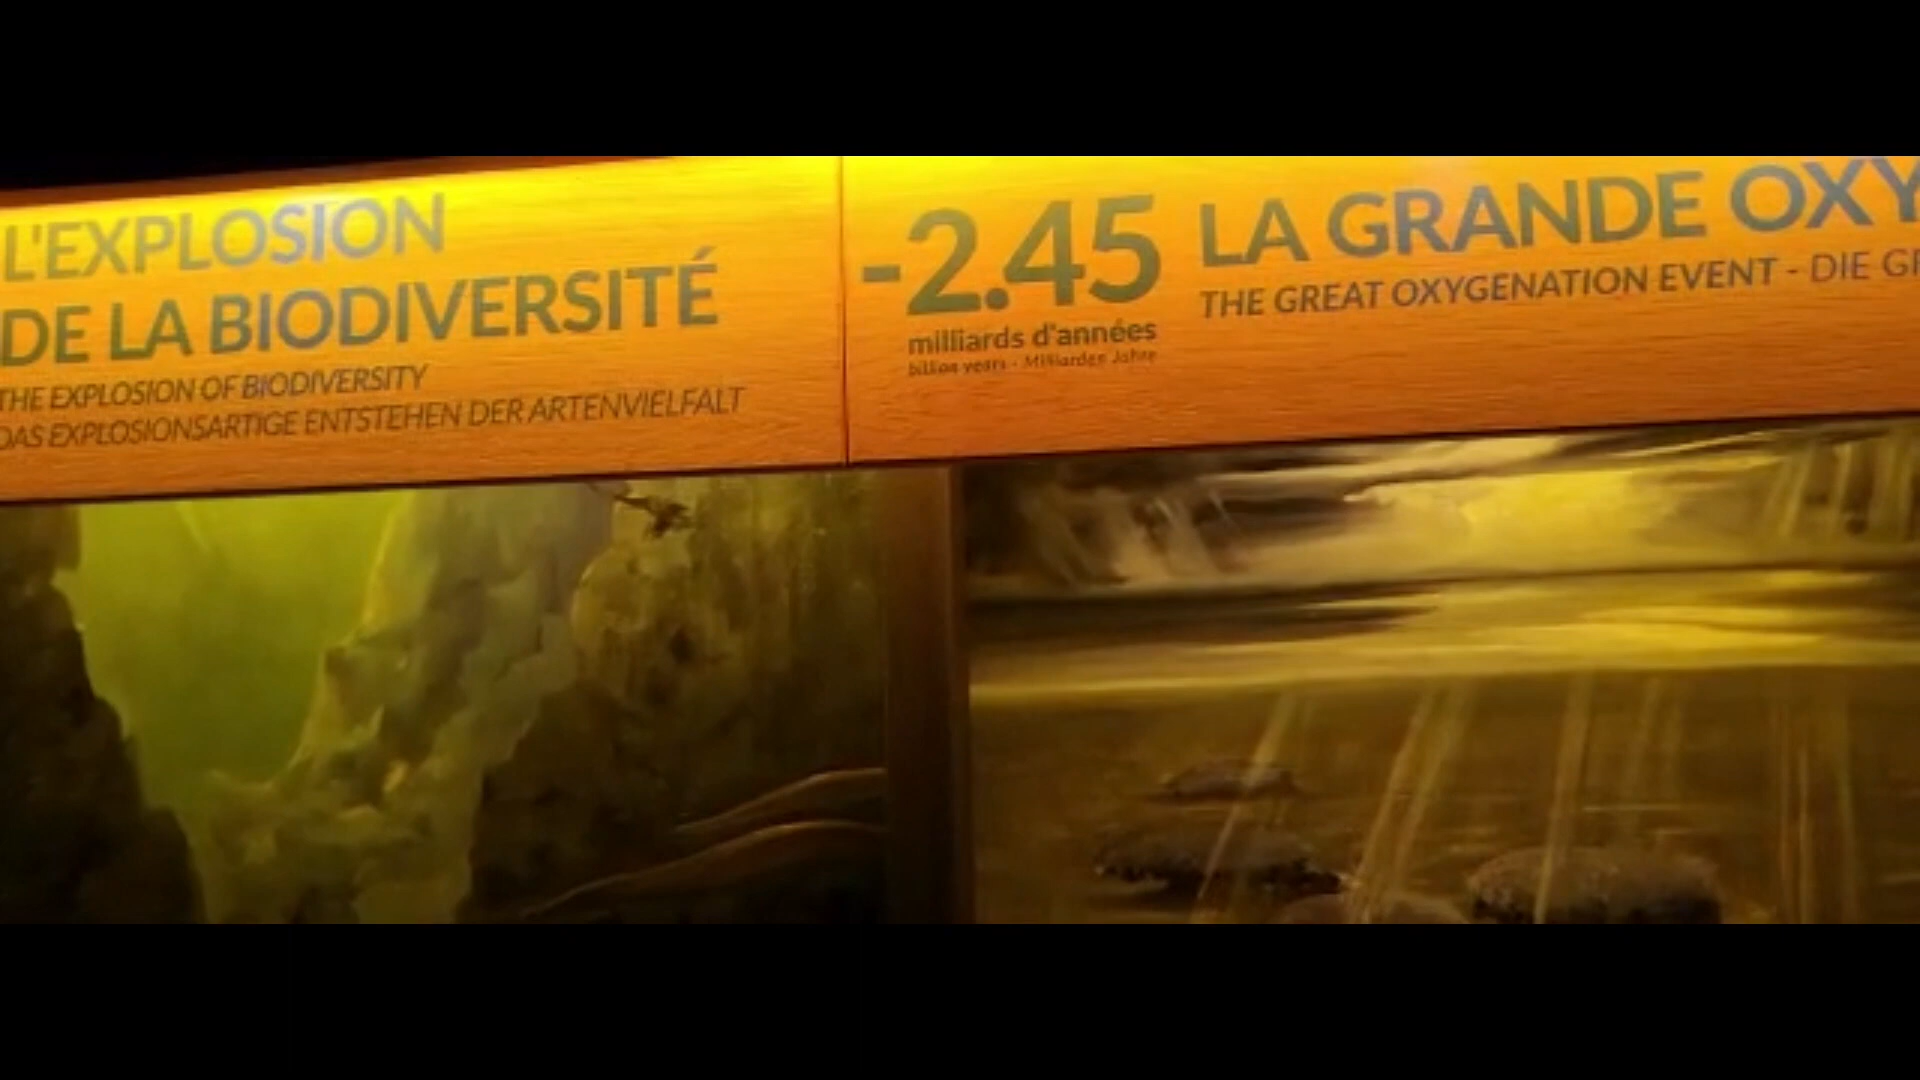 L'EXPLOSION
DE LA BIODIVERSITÉ
THE EXPLOSION OF BIODIVERSITY
DAS EXPLOSIONSARTIGE ENTSTEHEN DER ARTENVIELFALT
-2.45
milliards d'années
billion years - Milliarden Jahre
LA GRANDE OXY
THE GREAT OXYGENATION EVENT - DIE GR